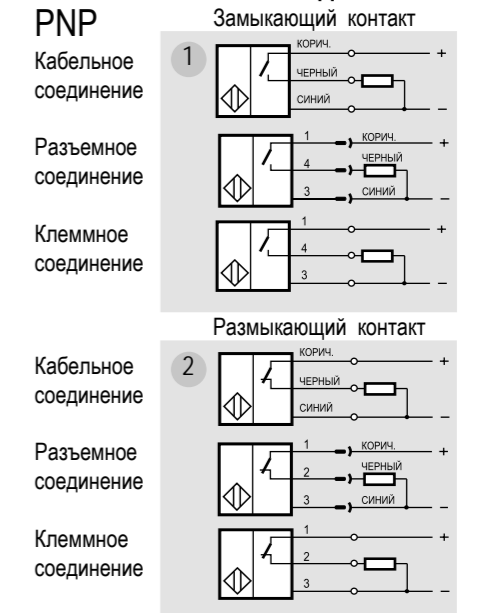 PNP
Замыкающий контакт
Кабельное
соединение
1
КОРИЧ.
+
ЧЕРНЫЙ
СИНИЙ
–
Разъемное
соединение
1
КОРИЧ.
+
4
ЧЕРНЫЙ
3
СИНИЙ
–
Клеммное
соединение
1
+
4
3
–
Размыкающий контакт
Кабельное
соединение
2
КОРИЧ.
+
ЧЕРНЫЙ
СИНИЙ
–
Разъемное
соединение
1
КОРИЧ.
+
2
ЧЕРНЫЙ
3
СИНИЙ
–
Клеммное
соединение
1
+
2
3
–